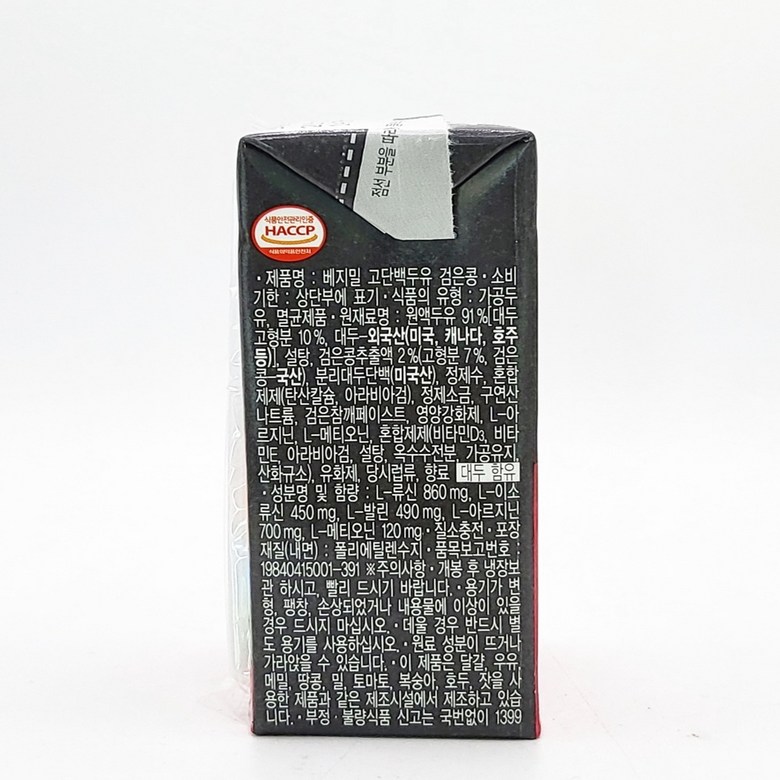 점선 부분을 따라
식품안전관리인증
HACCP
식품의약품안전처
·제품명 : 베지밀 고단백두유 검은콩·소비
기한 : 상단부에 표기·식품의 유형 : 가공두
유, 멸균제품·원재료명 : 원액두유 91%[대두
고형분 10%, 대두-외국산(미국, 캐나다, 호주
등)], 설탕, 검은콩추출액 2%(고형분 7%, 검은
콩-국산), 분리대두단백(미국산), 정제수, 혼합
제제(탄산칼슘, 아라비아검), 정제소금, 구연산
나트륨, 검은참깨페이스트, 영양강화제, L-아
르지닌, L-메티오닌, 혼합제제(비타민D3, 비타
민E, 아라비아검, 설탕, 옥수수전분, 가공유지,
산화규소), 유화제, 당시럽류, 향료 대두 함유
·성분명 및 함량 : L-류신 860 mg, L-이소
류신 450 mg, L-발린 490 mg, L-아르지닌
700 mg, L-메티오닌 120 mg·질소충전·포장
재질(내면) : 폴리에틸렌수지·품목보고번호 :
19840415001-391 ※주의사항·개봉 후 냉장보
관 하시고, 빨리 드시기 바랍니다.·용기가 변
형, 팽창, 손상되었거나 내용물에 이상이 있을
경우 드시지 마십시오.·데울 경우 반드시 별
도 용기를 사용하십시오.·원료 성분이 뜨거나
가라앉을 수 있습니다.·이 제품은 달걀, 우유,
메밀, 땅콩, 밀, 토마토, 복숭아, 호두, 잣을 사
용한 제품과 같은 제조시설에서 제조하고 있습
니다.·부정·불량식품 신고는 국번없이 1399